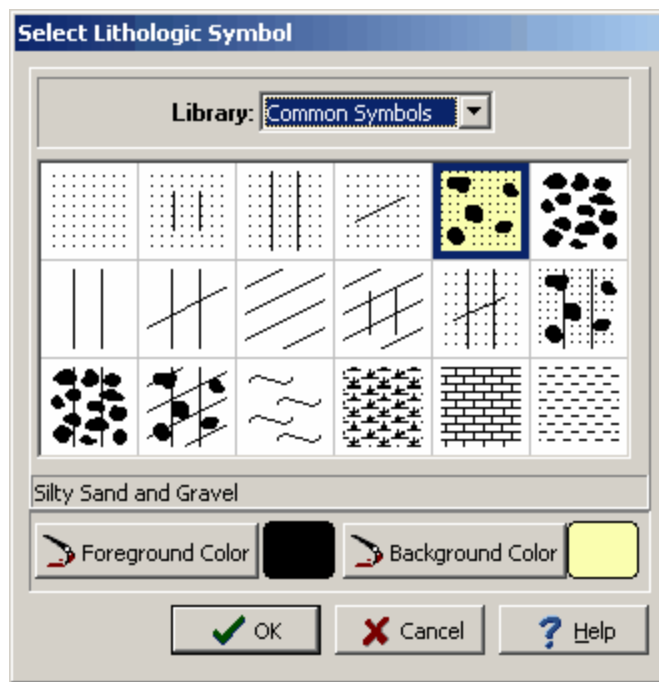 Select Lithologic Symbol
Library: Common Symbols
Silty Sand and Gravel
Foreground Color
Background Color
OK
Cancel
Help